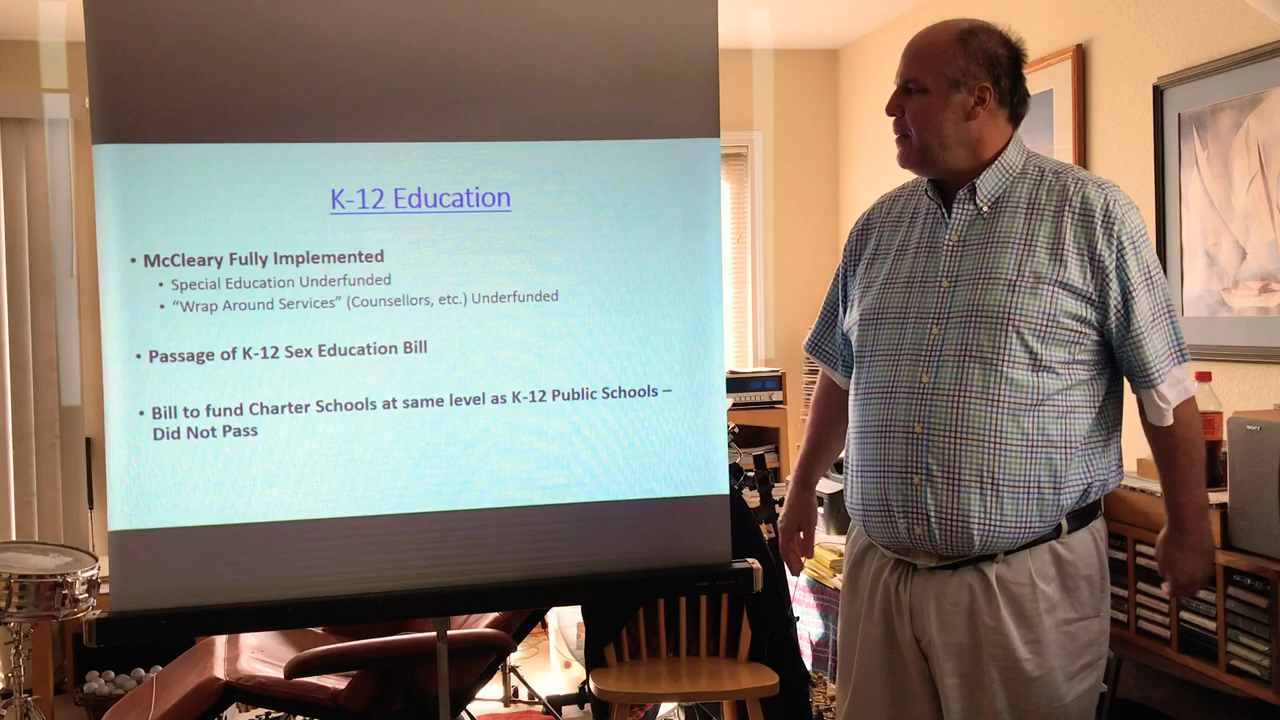 K-12 Education
• McCleary Fully Implemented
• Special Education Underfunded
• “Wrap Around Services” (Counsellors, etc.) Underfunded
• Passage of K-12 Sex Education Bill
• Bill to fund Charter Schools at same level as K-12 Public Schools –
Did Not Pass
SONY